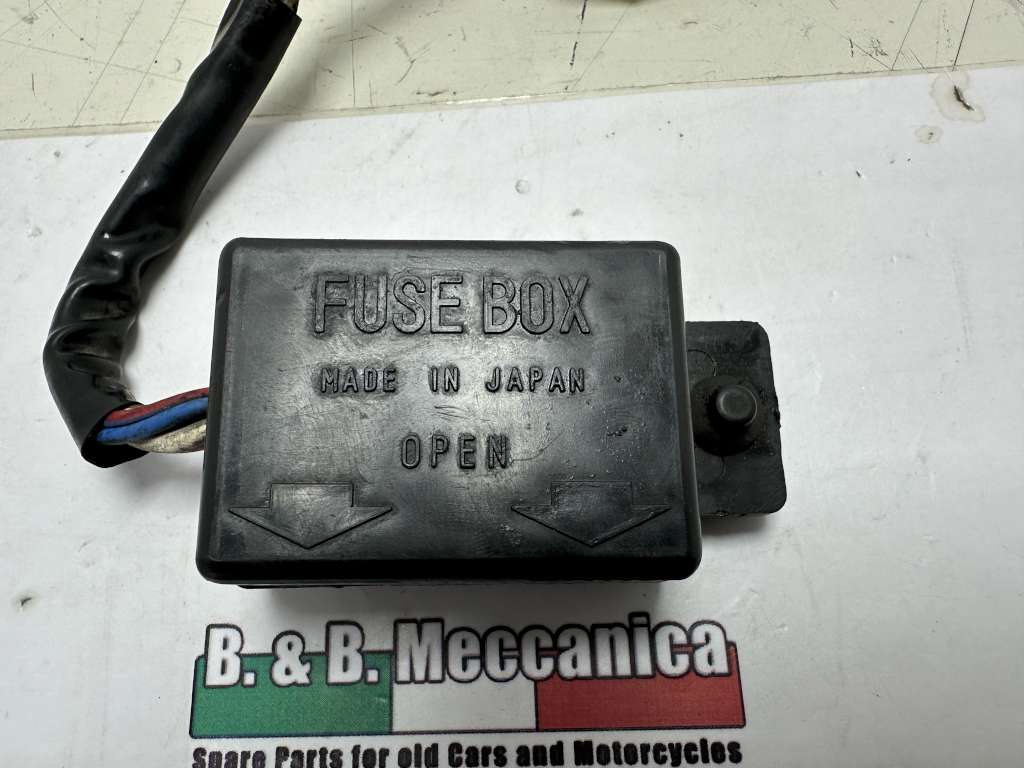 FUSE BOX
MADE IN JAPAN
OPEN
B. & B. Meccanica
Spare Parts for old Cars and Motorcycles